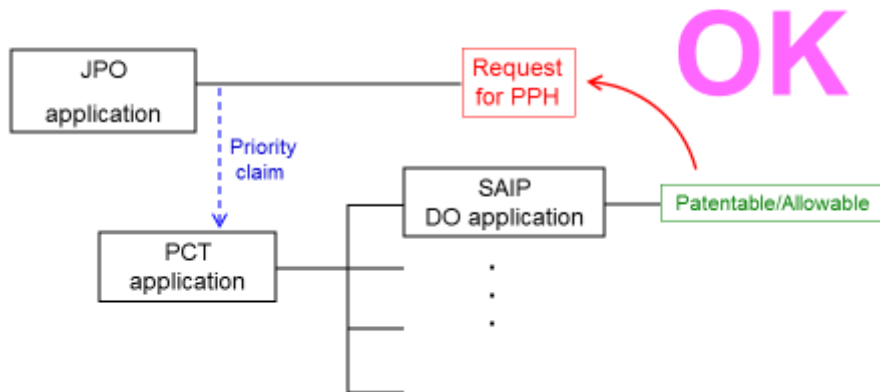 OK
JPO
application
Request
for PPH
Priority
claim
SAIP
DO application
Patentable/Allowable
PCT
application